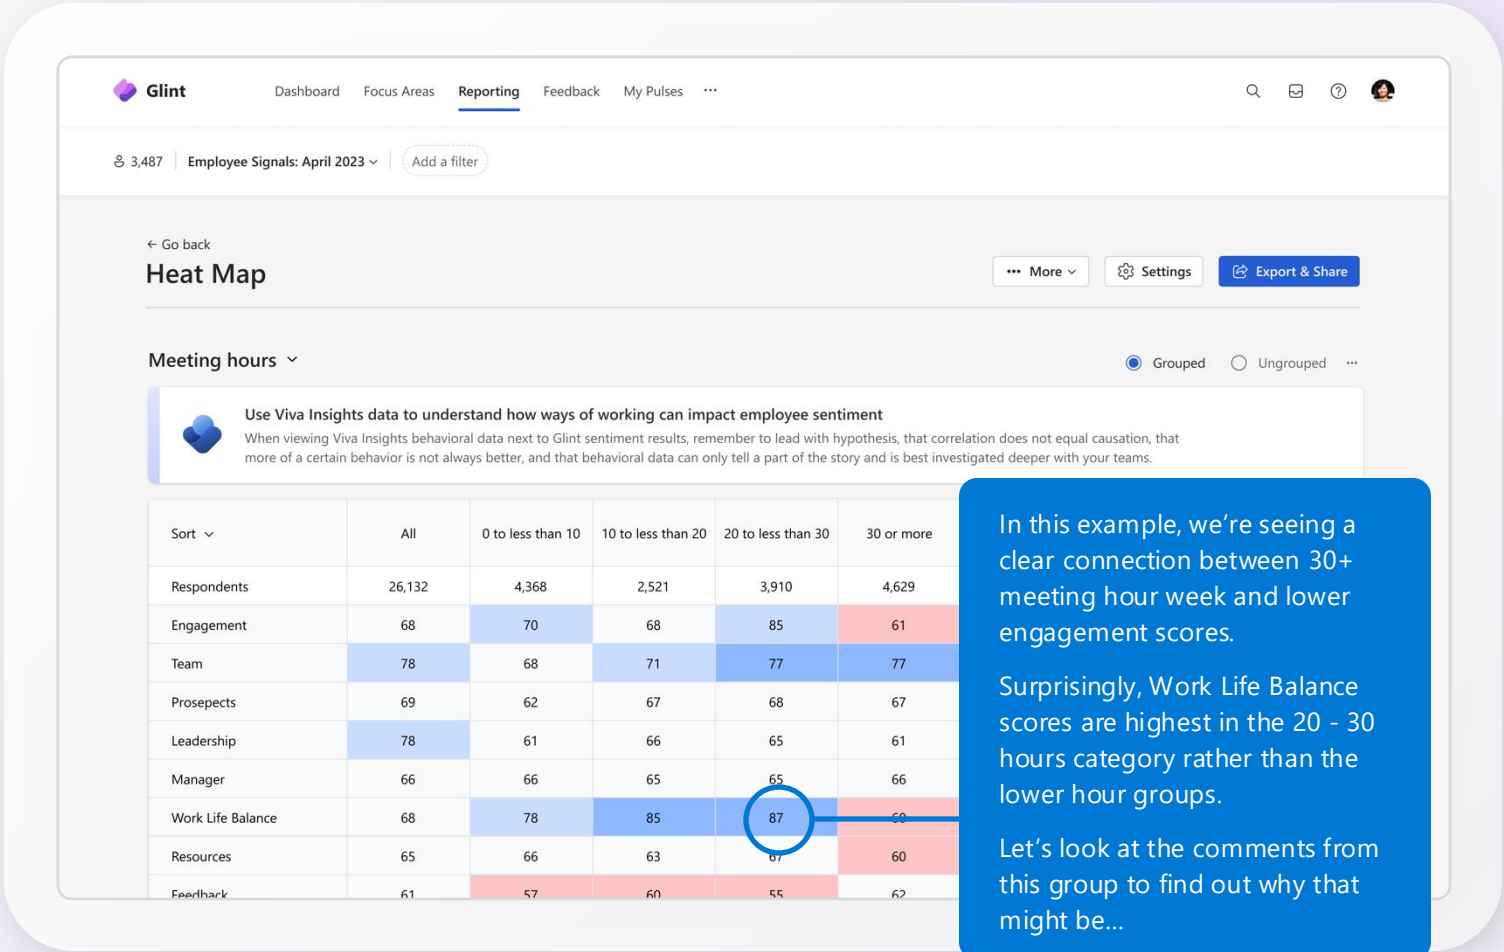 Glint
Dashboard Focus Areas Reporting Feedback My Pulses ···
3,487 Employee Signals: April 2023 Add a filter
← Go back
Heat Map
··· More Settings Export & Share
Meeting hours
Grouped Ungrouped ···
Use Viva Insights data to understand how ways of working can impact employee sentiment
When viewing Viva Insights behavioral data next to Glint sentiment results, remember to lead with hypothesis, that correlation does not equal causation, that
more of a certain behavior is not always better, and that behavioral data can only tell a part of the story and is best investigated deeper with your teams.
Sort All 0 to less than 10 10 to less than 20 20 to less than 30 30 or more
Respondents 26,132 4,368 2,521 3,910 4,629
Engagement 68 70 68 85 61
Team 78 68 71 77 77
Prosepects 69 62 67 68 67
Leadership 78 61 66 65 61
Manager 66 66 65 65 66
Work Life Balance 68 78 85 87
Resources 65 66 63 67 60
Feedback 61 57 60 55 62
In this example, we're seeing a
clear connection between 30+
meeting hour week and lower
engagement scores.
Surprisingly, Work Life Balance
scores are highest in the 20 - 30
hours category rather than the
lower hour groups.
Let's look at the comments from
this group to find out why that
might be...